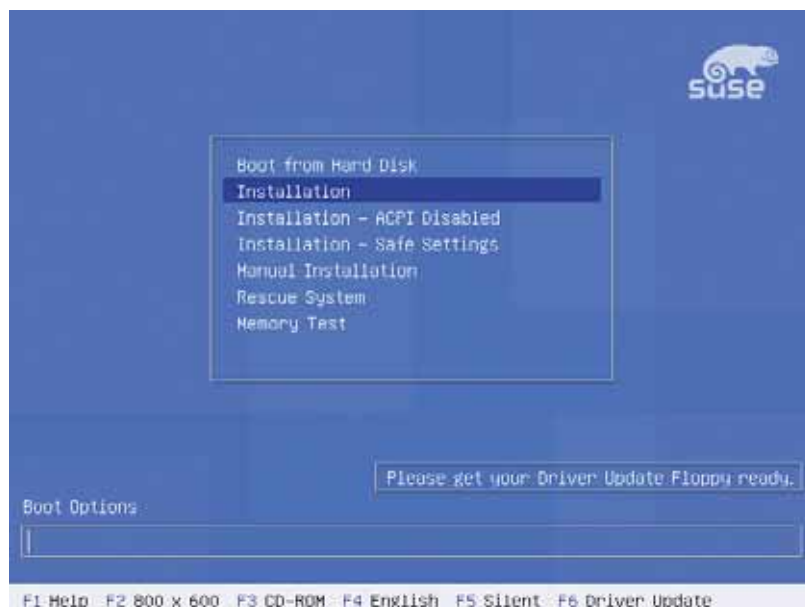 suse
Boot from Hard Disk
Installation
Installation - ACPI Disabled
Installation - Safe Settings
Manual Installation
Rescue System
Memory Test
Please get your Driver Update Floppy ready.
Boot Options
F1 Help F2 800 x 600 F3 CD-ROM F4 English F5 Silent F6 Driver Update